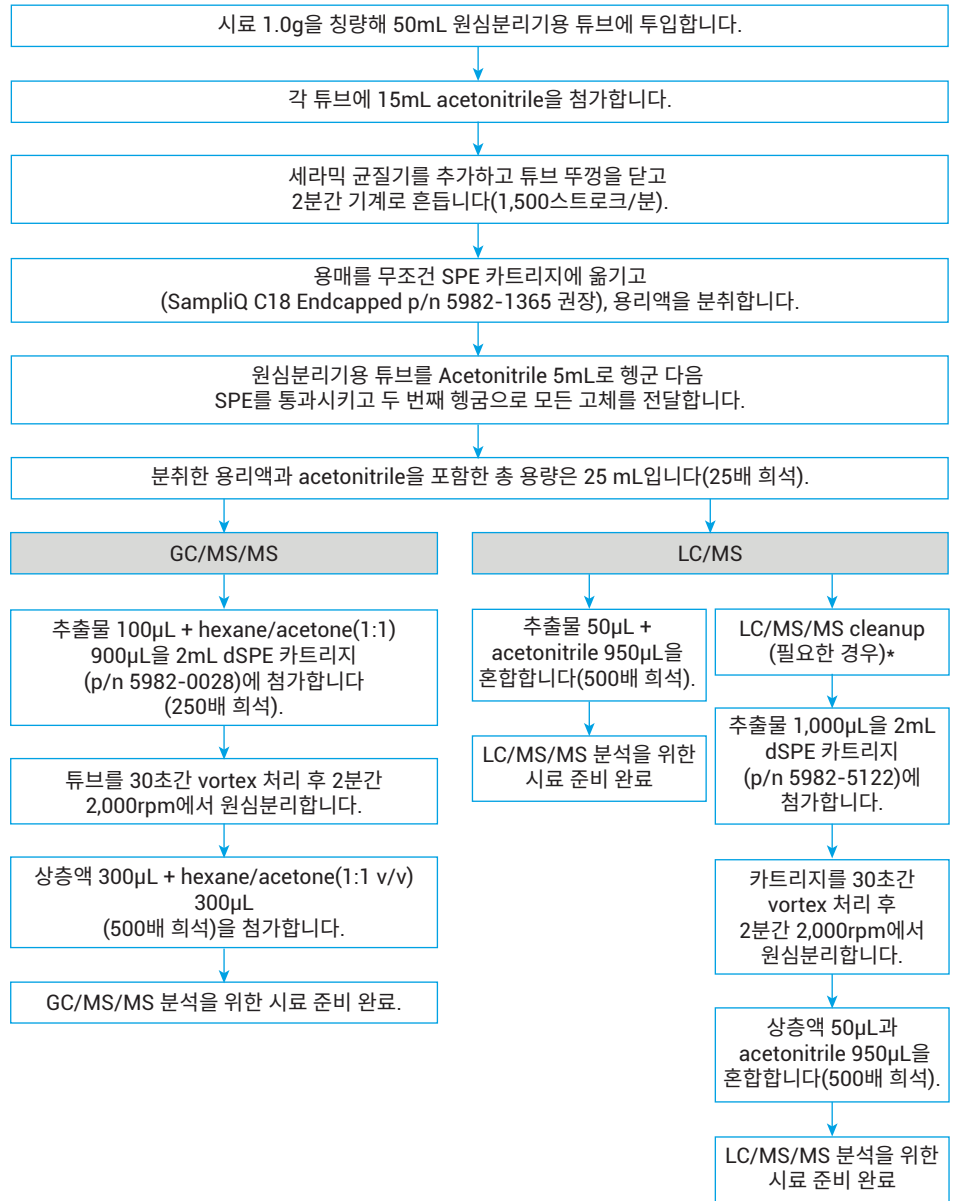 시료 1.0g을 칭량해 50mL 원심분리기용 튜브에 투입합니다.
각 튜브에 15mL acetonitrile을 첨가합니다.
세라믹 균질기를 추가하고 튜브 뚜껑을 닫고
2분간 기계로 흔듭니다(1,500스트로크/분).
용매를 무조건 SPE 카트리지에 옮기고
(SampliQ C18 Endcapped p/n 5982-1365 권장), 용리액을 분취합니다.
원심분리기용 튜브를 Acetonitrile 5mL로 헹군 다음
SPE를 통과시키고 두 번째 헹굼으로 모든 고체를 전달합니다.
분취한 용리액과 acetonitrile을 포함한 총 용량은 25 mL입니다(25배 희석).
GC/MS/MS
추출물 100µL + hexane/acetone(1:1)
900µL을 2mL dSPE 카트리지
(p/n 5982-0028)에 첨가합니다
(250배 희석).
튜브를 30초간 vortex 처리 후 2분간
2,000rpm에서 원심분리합니다.
상층액 300µL + hexane/acetone(1:1 v/v)
300µL
(500배 희석)을 첨가합니다.
GC/MS/MS 분석을 위한 시료 준비 완료.
LC/MS
추출물 50µL +
acetonitrile 950µL을
혼합합니다(500배 희석).
LC/MS/MS 분석을 위한
시료 준비 완료
LC/MS/MS cleanup
(필요한 경우)*
추출물 1,000µL을 2mL
dSPE 카트리지
(p/n 5982-5122)에
첨가합니다.
카트리지를 30초간
vortex 처리 후
2분간 2,000rpm에서
원심분리합니다.
상층액 50µL과
acetonitrile 950µL을
혼합합니다(500배 희석).
LC/MS/MS 분석을 위한
시료 준비 완료